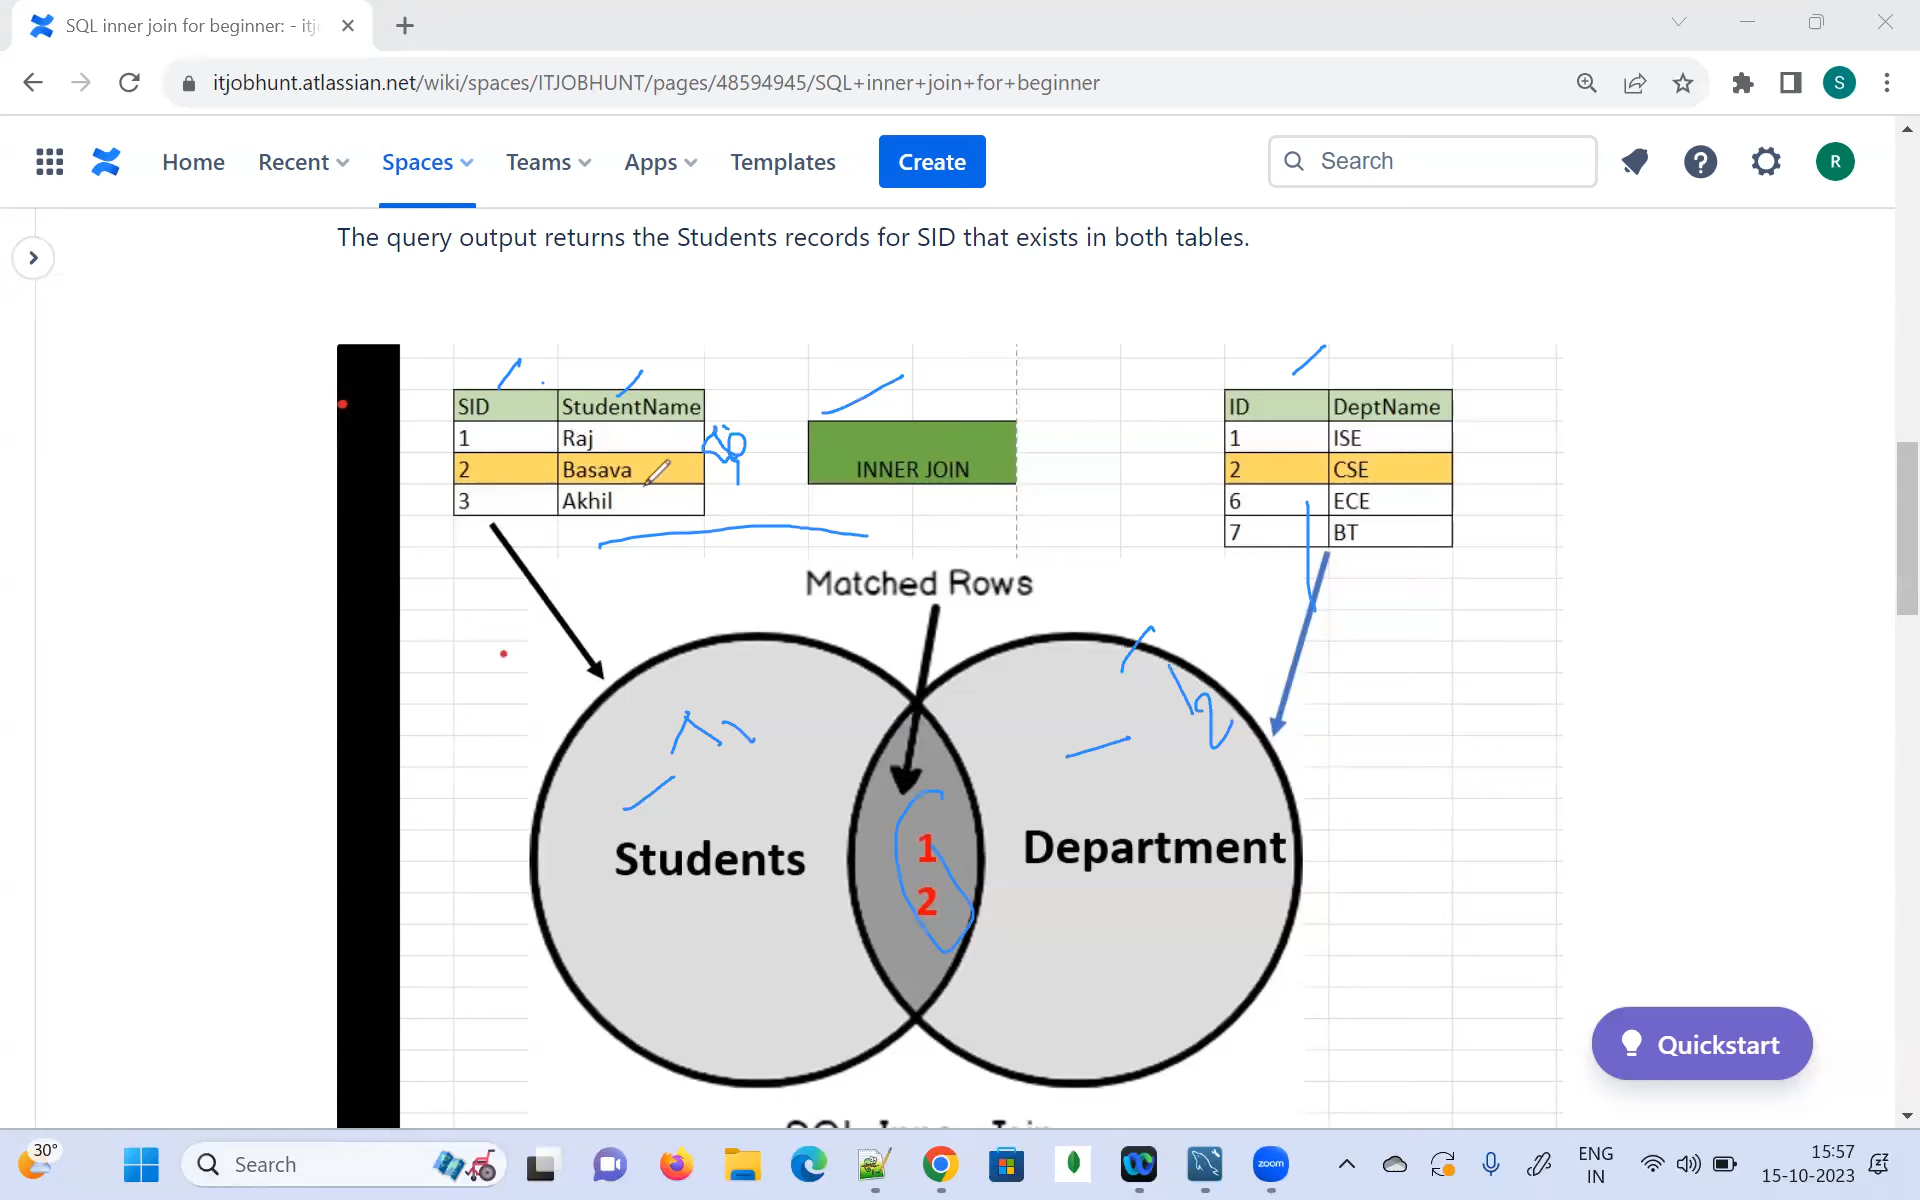 SQL inner join for beginner: - itj
itjobhunt.atlassian.net/wiki/spaces/ITJOBHUNT/pages/48594945/SQL+inner+join+for+beginner
S
Home Recent Spaces Teams Apps Templates Create Search R
The query output returns the Students records for SID that exists in both tables.
SID StudentName
1 Raj
2 Basava
3 Akhil
INNER JOIN
ID DeptName
1 ISE
2 CSE
6 ECE
7 BT
Matched Rows
Students
1
2
Department
Quickstart
30°
Search
zoom
ENG
IN
15:57
15-10-2023